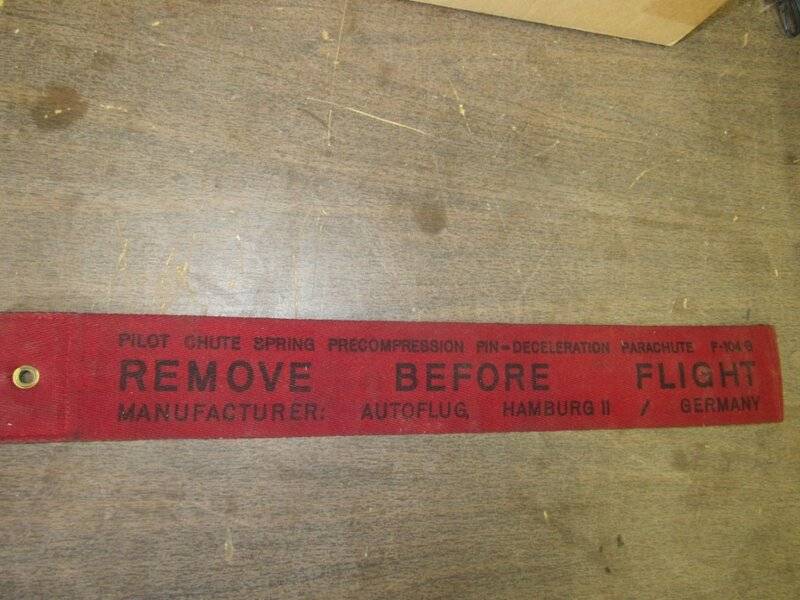 PILOT CHUTE SPRING PRECOMPRESSION PIN-DECELERATION PARACHUTE F-104 G
REMOVE BEFORE FLIGHT
MANUFACTURER: AUTOFLUG, HAMBURG 11 / GERMANY